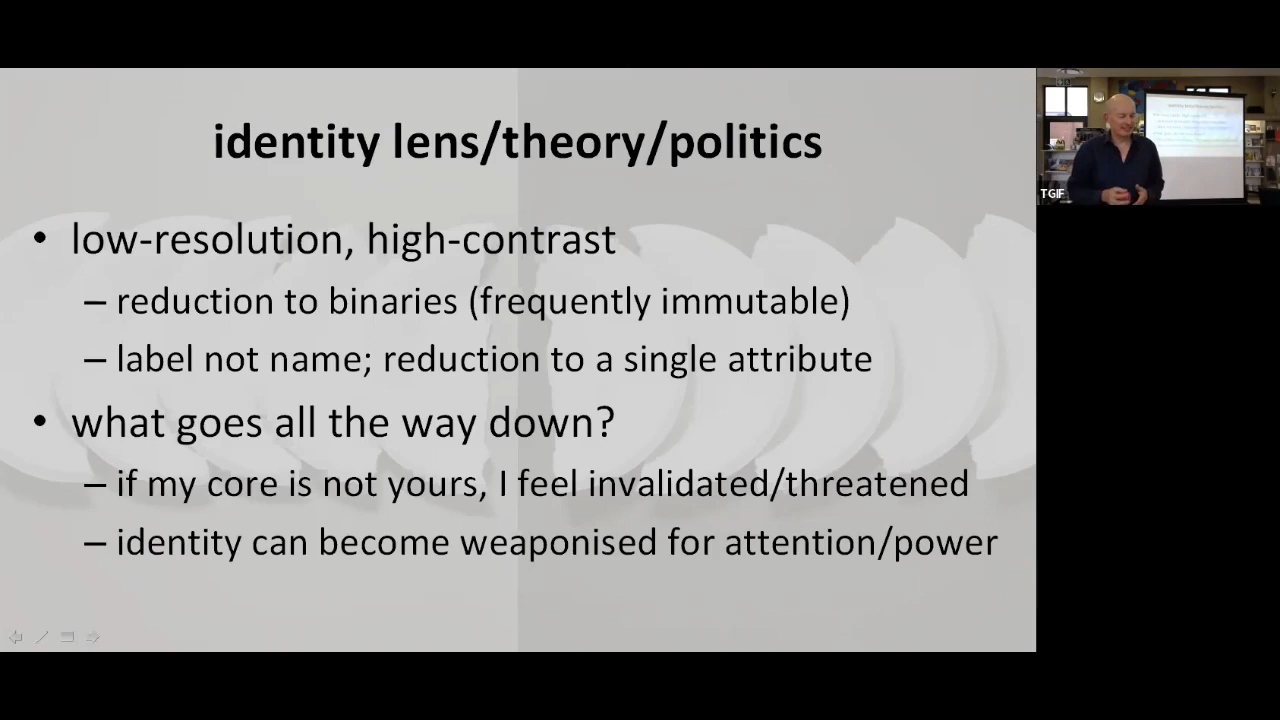 identity lens/theory/politics
• low-resolution, high-contrast
– reduction to binaries (frequently immutable)
– label not name; reduction to a single attribute
• what goes all the way down?
– if my core is not yours, I feel invalidated/threatened
– identity can become weaponised for attention/power
TGIF